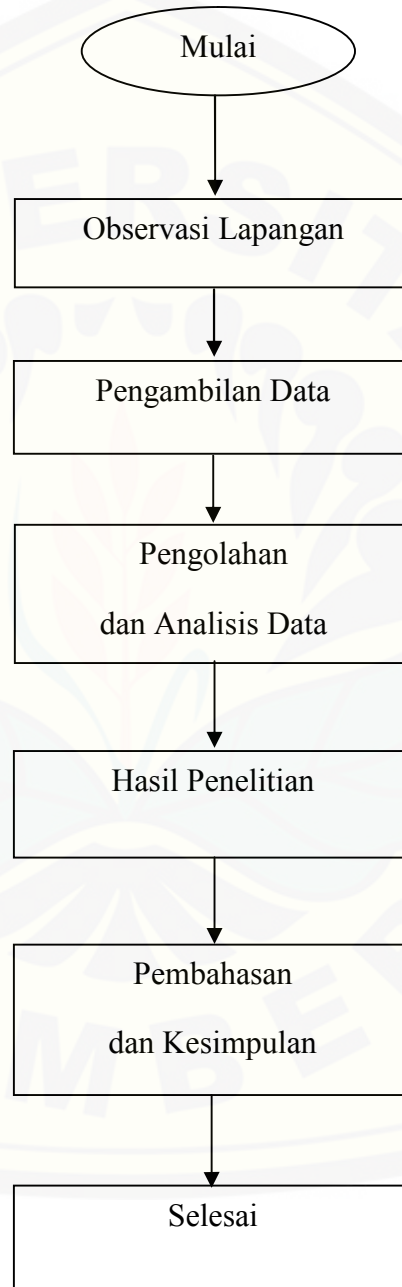 Mulai
Observasi Lapangan
Pengambilan Data
Pengolahan
dan Analisis Data
Hasil Penelitian
Pembahasan
dan Kesimpulan
Selesai